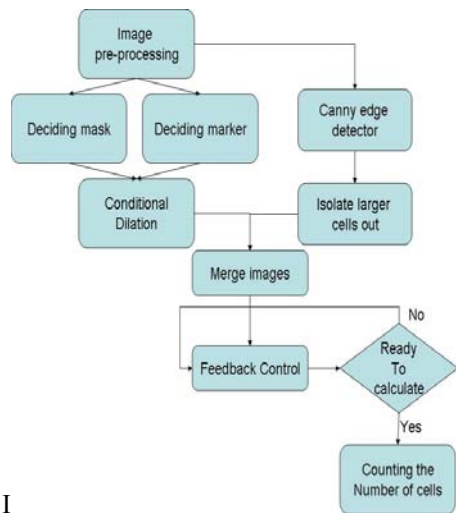 Image
pre-processing
Deciding mask
Deciding marker
Canny edge
detector
Conditional
Dilation
Isolate larger
cells out
Merge images
No
Feedback Control
Ready
To
calculate
Yes
Counting the
Number of cells
I